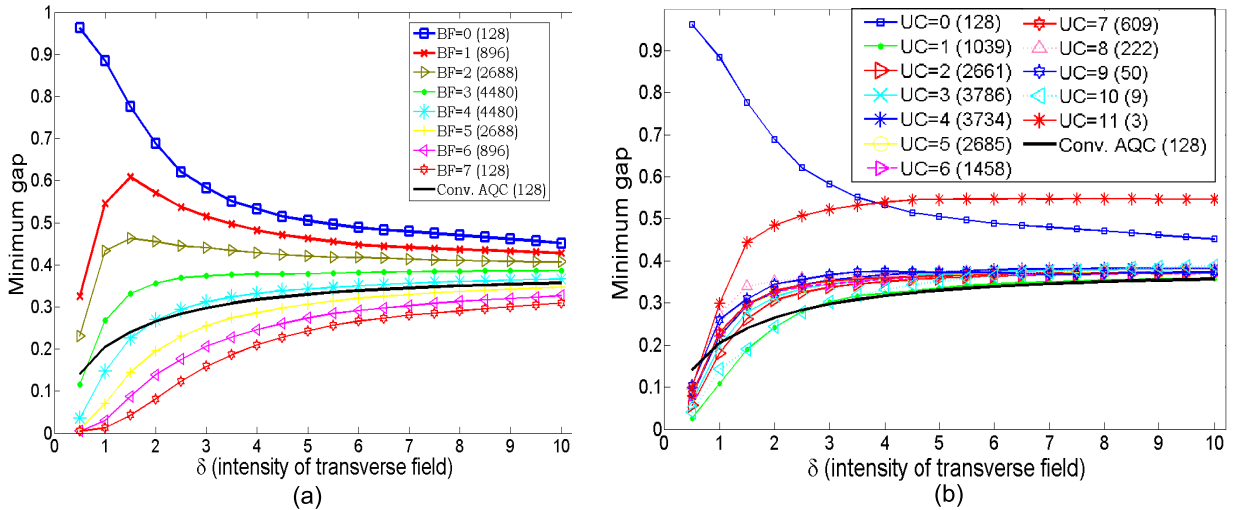 1
0.9
0.8
0.7
0.6
0.5
0.4
0.3
0.2
0.1
0
Minimum gap
0 1 2 3 4 5 6 7 8 9 10
δ (intensity of transverse field)
BF=0 (128)
BF=1 (896)
BF=2 (2688)
BF=3 (4480)
BF=4 (4480)
BF=5 (2688)
BF=6 (896)
BF=7 (128)
Conv. AQC (128)
(a)
0.9
0.8
0.7
0.6
0.5
0.4
0.3
0.2
0.1
0
Minimum gap
0 1 2 3 4 5 6 7 8 9 10
δ (intensity of transverse field)
UC=0 (128)
UC=1 (1039)
UC=2 (2661)
UC=3 (3786)
UC=4 (3734)
UC=5 (2685)
UC=6 (1458)
UC=7 (609)
UC=8 (222)
UC=9 (50)
UC=10 (9)
UC=11 (3)
Conv. AQC (128)
(b)